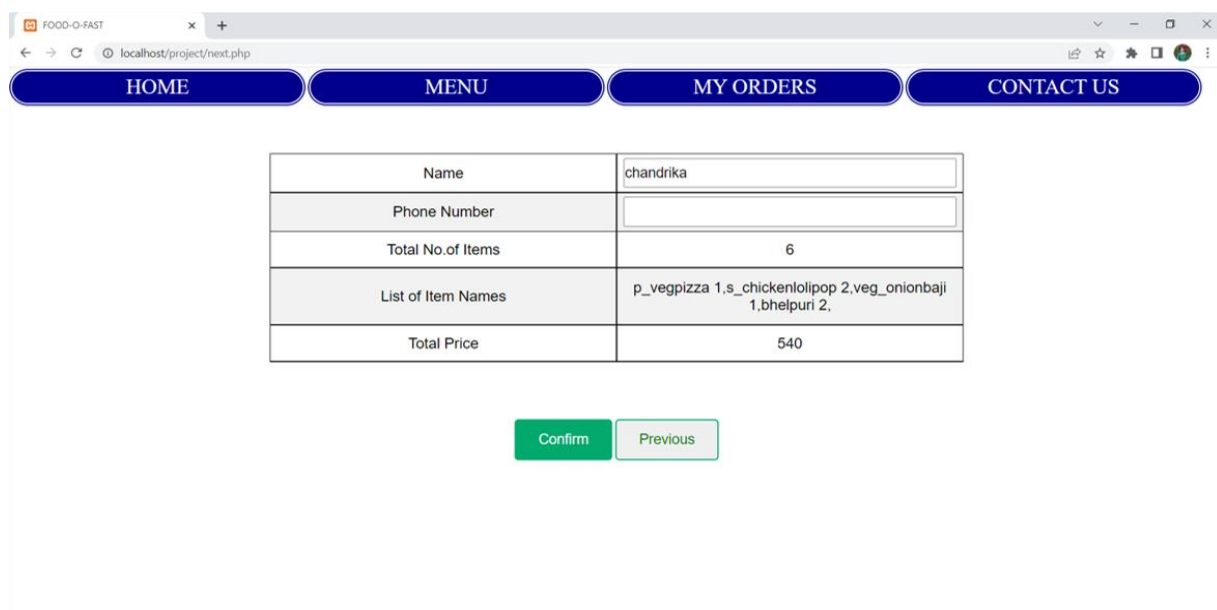 FOOD-O-FAST
localhost/project/next.php
HOME MENU MY ORDERS CONTACT US
Name chandrika
Phone Number
Total No.of Items 6
List of Item Names p_vegpizza 1,s_chickenlolipop 2,veg_onionbaji
1,bhelpuri 2,
Total Price 540
Confirm Previous